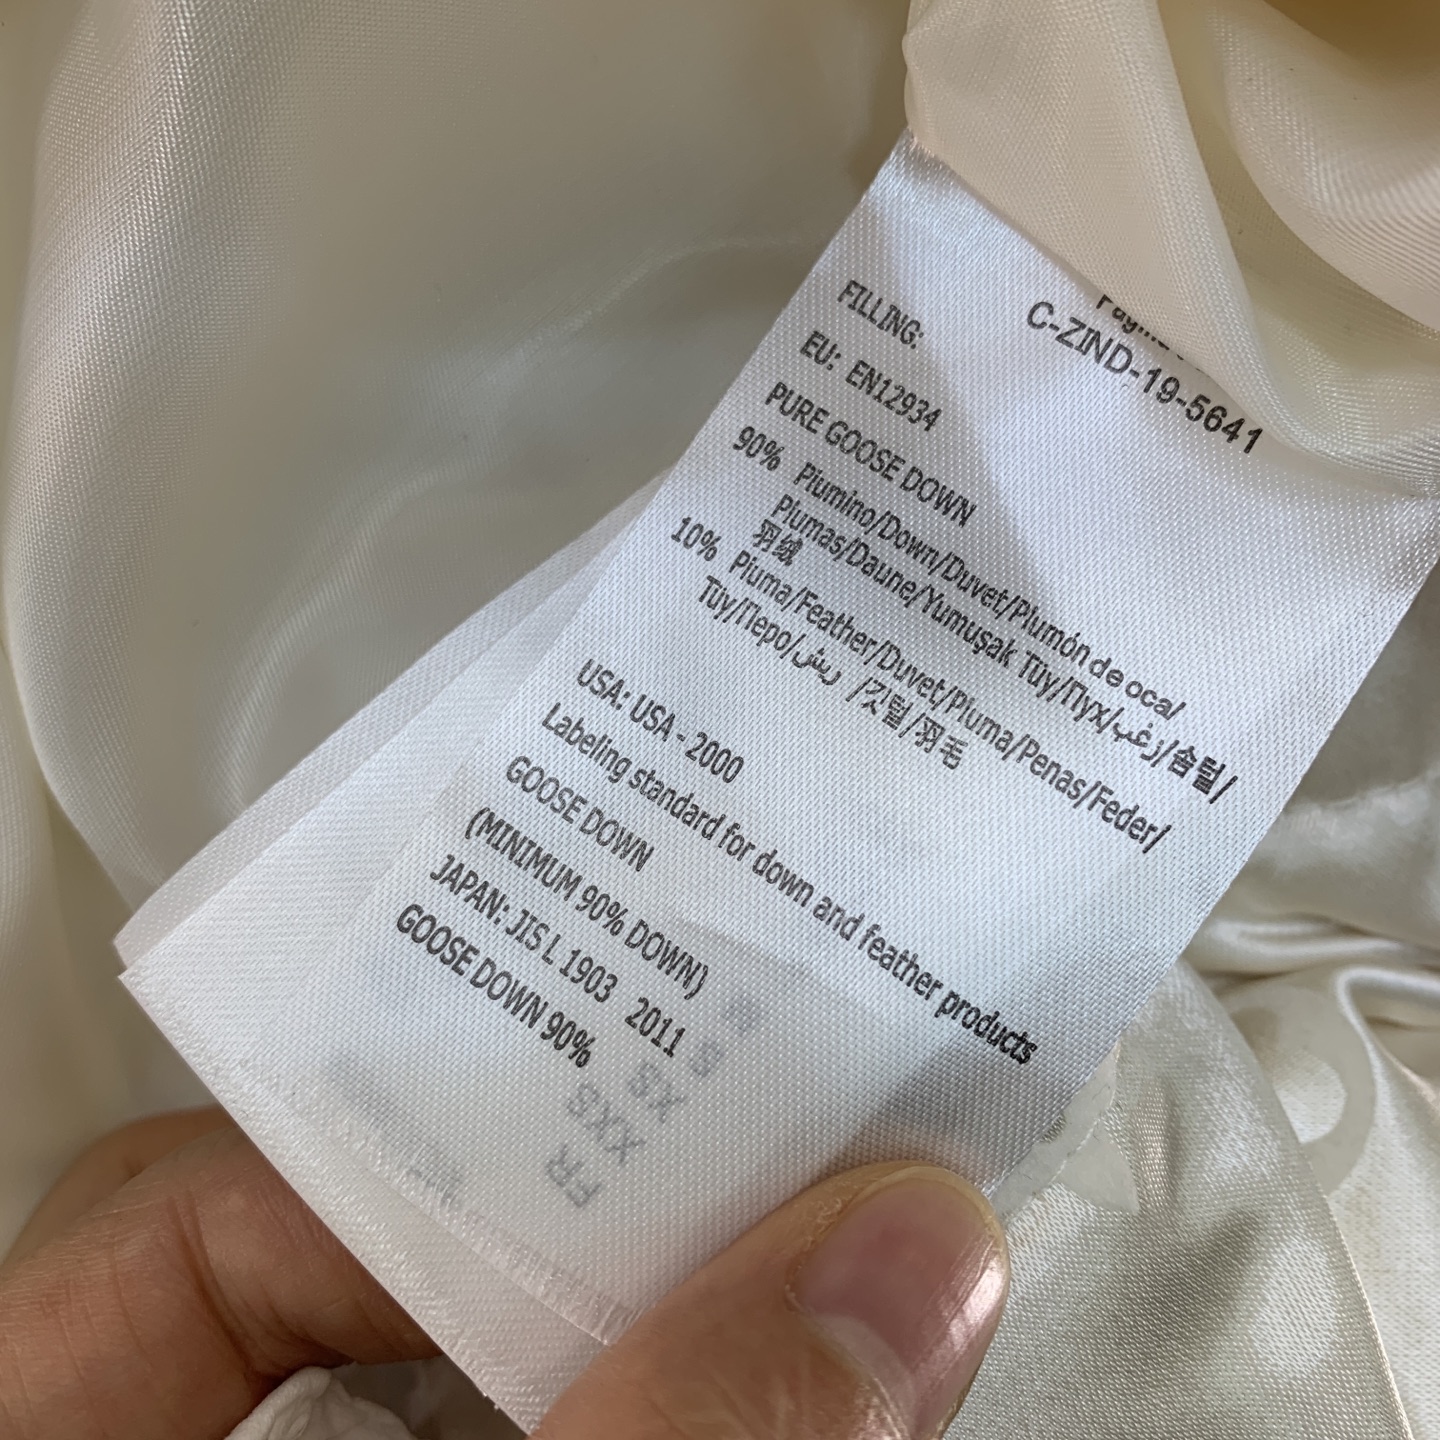 C-ZIND-19-5641
FILLING:
EU: EN12934
PURE GOOSE DOWN
90% Piumino/Down/Duvet/Plumón de oca/
Plumas/Daune/Yumuşak Tüy/Пух/زغب/솜털/
羽绒
10% Piuma/Feather/Duvet/Pluma/Penas/Feder/
Tüy/Перо/ريش /깃털/羽毛
USA: USA - 2000
Labeling standard for down and feather products
GOOSE DOWN
(MINIMUM 90% DOWN)
JAPAN: JIS L 1903 2011
GOOSE DOWN 90%
FR
XXS
XS
S